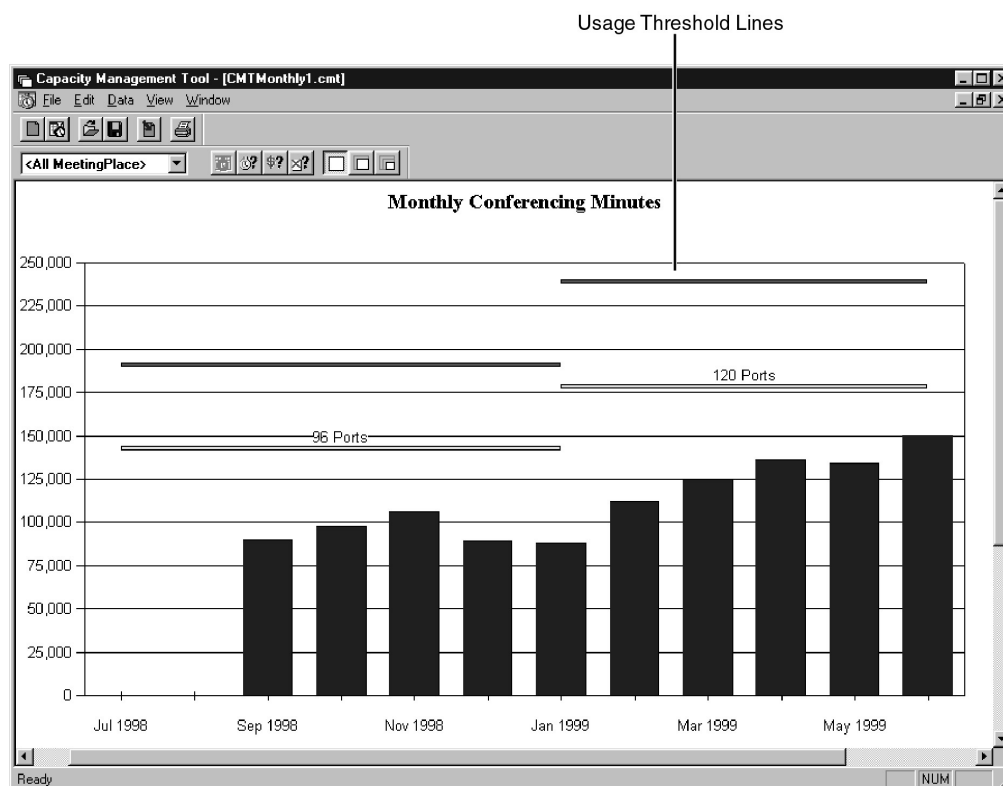 Usage Threshold Lines
Capacity Management Tool - [CMTMonthly1.cmt]
File Edit Data View Window
<All MeetingPlace>
Monthly Conferencing Minutes
250,000
225,000
200,000
175,000
120 Ports
150,000
96 Ports
125,000
100,000
75,000
50,000
25,000
0
Jul 1998 Sep 1998 Nov 1998 Jan 1999 Mar 1999 May 1999
Ready NUM